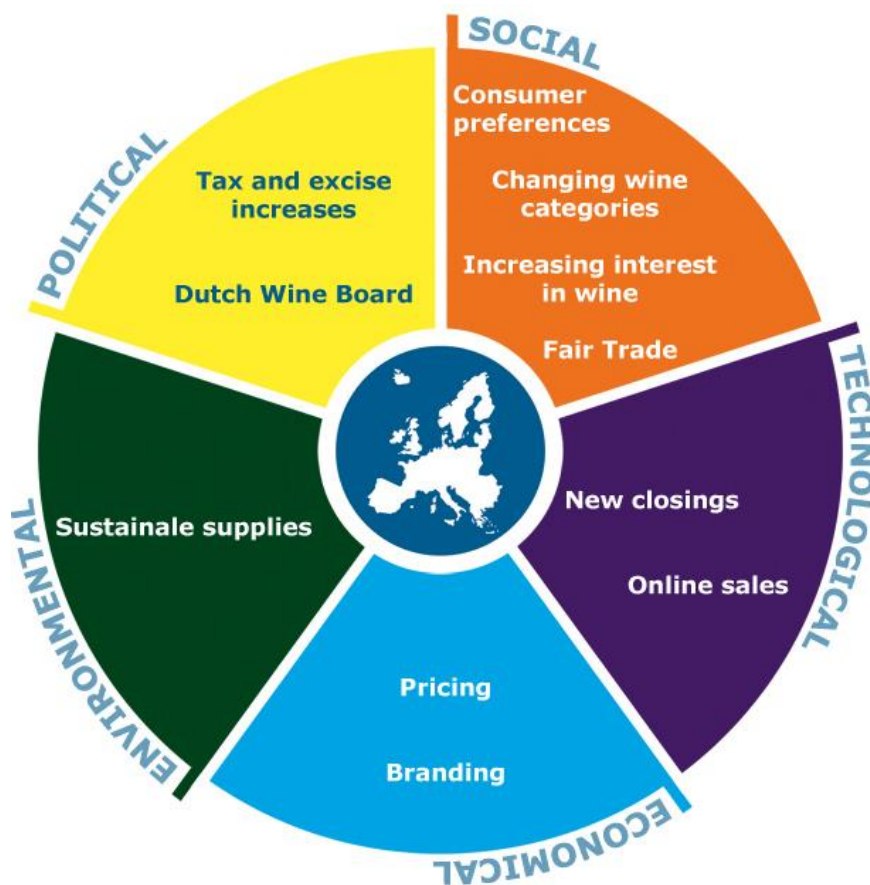 SOCIAL
Consumer
preferences
Changing wine
categories
Increasing interest
in wine
Fair Trade
TECHNOLOGICAL
New closings
Online sales
ECONOMICAL
Pricing
Branding
ENVIRONMENTAL
Sustainale supplies
POLITICAL
Tax and excise
increases
Dutch Wine Board